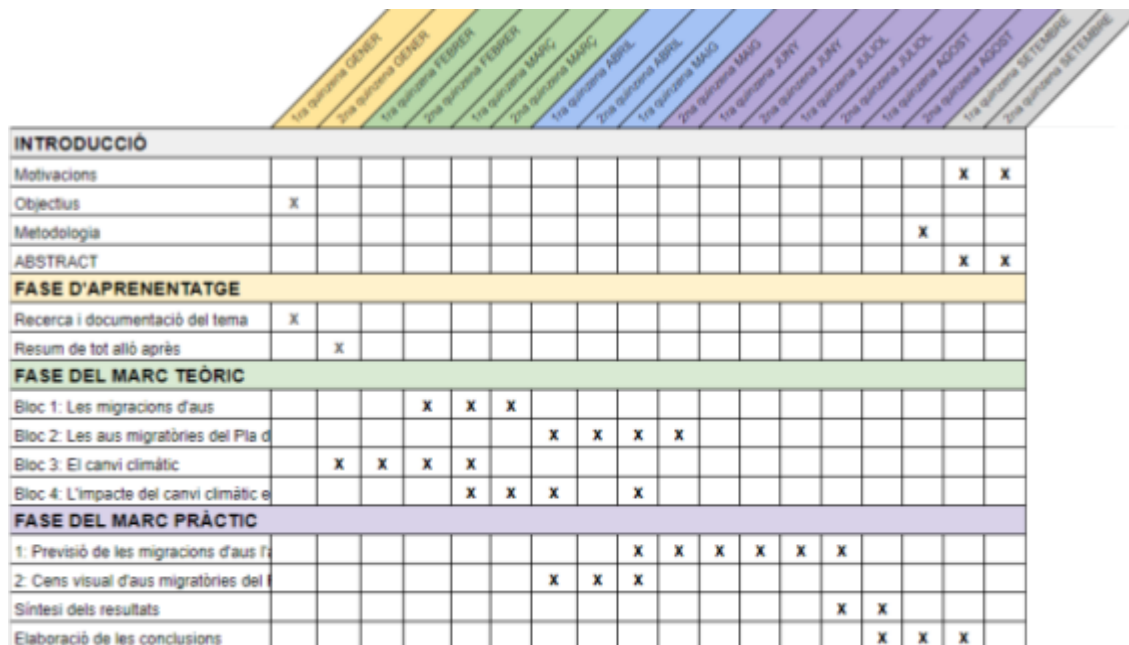 1ra quinzena GENER
2na quinzena GENER
1ra quinzena FEBRER
2na quinzena FEBRER
1ra quinzena MARÇ
2na quinzena MARÇ
1ra quinzena ABRIL
2na quinzena ABRIL
1ra quinzena MAIG
2na quinzena MAIG
1ra quinzena JUNY
2na quinzena JUNY
1ra quinzena JULIOL
2na quinzena JULIOL
1ra quinzena AGOST
2na quinzena AGOST
1ra quinzena SETEMBRE
2na quinzena SETEMBRE
INTRODUCCIÓ
Motivacions X X
Objectius X
Metodologia X
ABSTRACT X X
FASE D'APRENENTATGE
Recerca i documentació del tema X
Resum de tot allò après X
FASE DEL MARC TEÒRIC
Bloc 1: Les migracions d'aus X X X
Bloc 2: Les aus migratòries del Pla d X X X X
Bloc 3: El canvi climàtic X X X X
Bloc 4: L'impacte del canvi climàtic e X X X X
FASE DEL MARC PRÀCTIC
1: Previsió de les migracions d'aus l'a X X X X X X
2: Cens visual d'aus migratòries del X X X
Síntesi dels resultats X X
Elaboració de les conclusions X X X